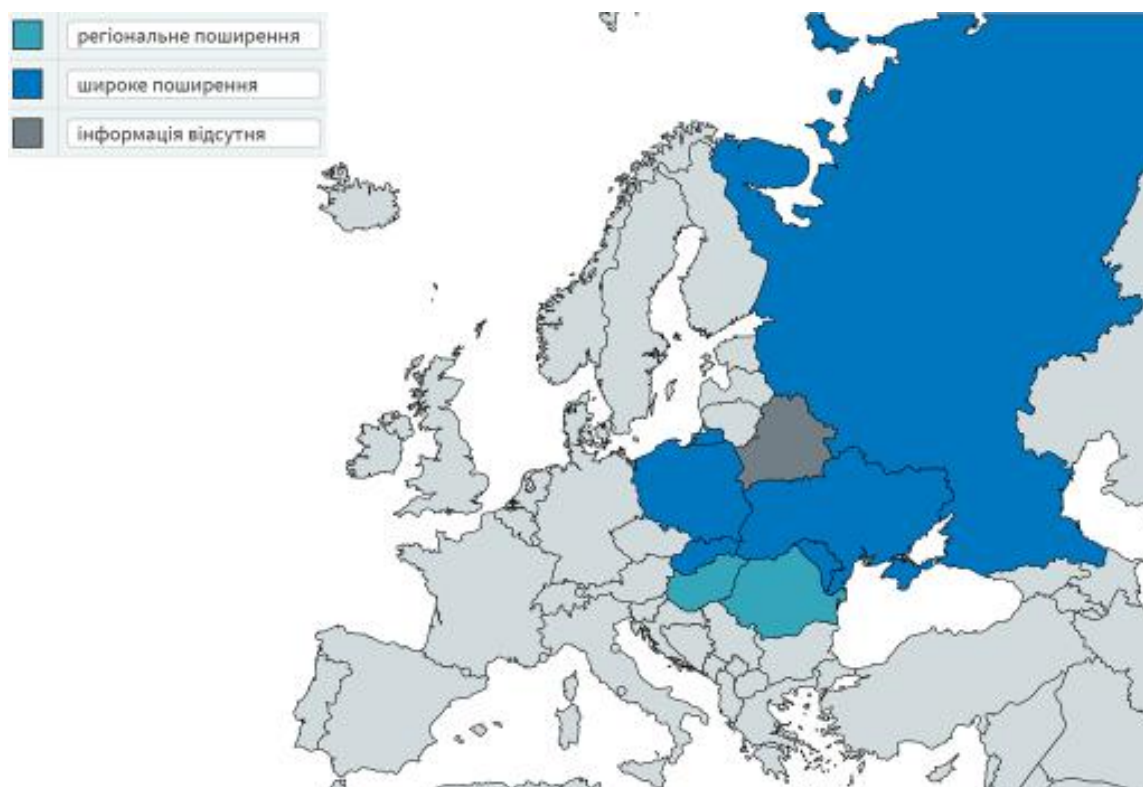 регіональне поширення
широке поширення
інформація відсутня